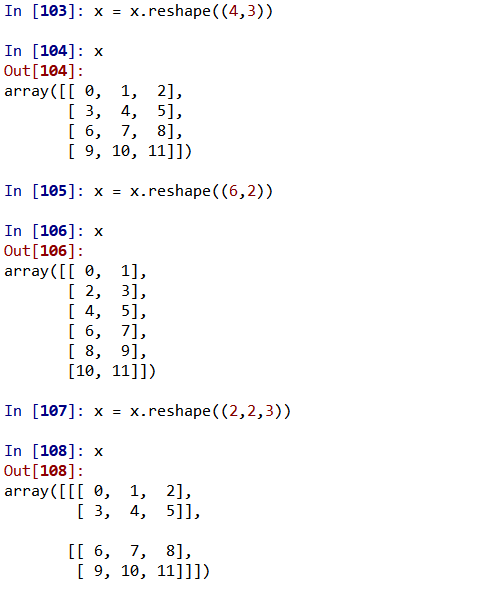 In [103]: x = x.reshape((4,3))
In [104]: x
Out[104]:
array([[ 0,  1,  2],
       [ 3,  4,  5],
       [ 6,  7,  8],
       [ 9, 10, 11]])
In [105]: x = x.reshape((6,2))
In [106]: x
Out[106]:
array([[ 0,  1],
       [ 2,  3],
       [ 4,  5],
       [ 6,  7],
       [ 8,  9],
       [10, 11]])
In [107]: x = x.reshape((2,2,3))
In [108]: x
Out[108]:
array([[[ 0,  1,  2],
        [ 3,  4,  5]],
       [[ 6,  7,  8],
        [ 9, 10, 11]]])